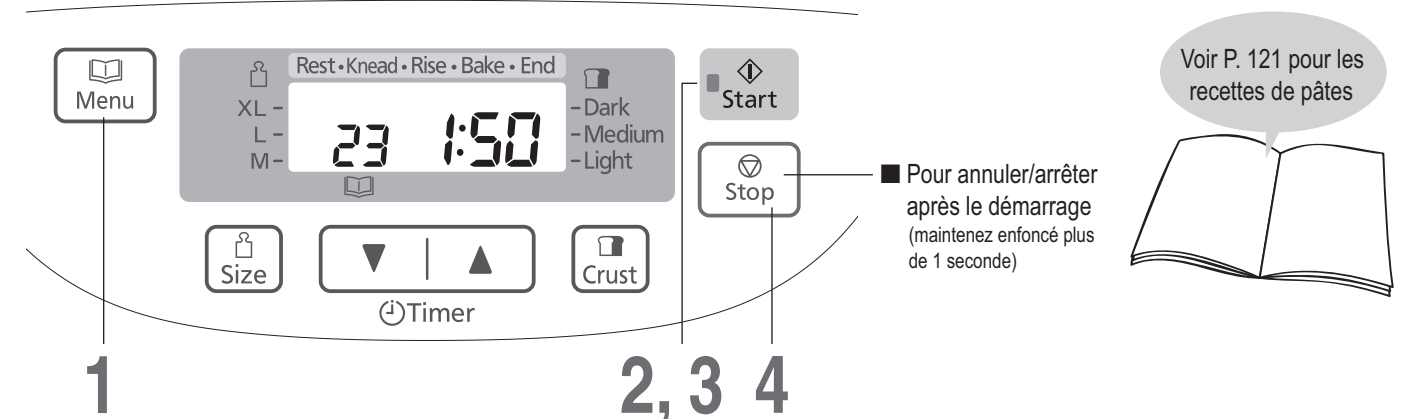 Menu
Rest • Knead • Rise • Bake • End
XL
L
M
23 1:50
Dark
Medium
Light
Start
Stop
Size
Timer
Crust
■ Pour annuler/arrêter
après le démarrage
(maintenez enfoncé plus
de 1 seconde)
Voir P. 121 pour les
recettes de pâtes
1
2, 3
4